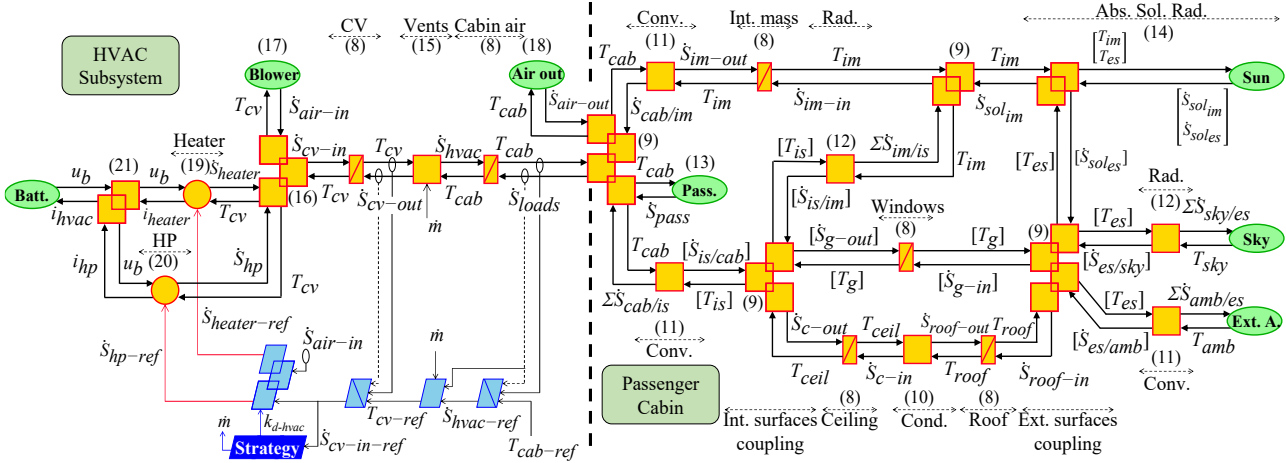 HVAC
Subsystem
CV
(8)
Vents
(15)
Cabin air
(8)
(17)
Blower
(18)
Air out
T_cv
Ṡ_air−in
T_cab
Ṡ_air−out
Heater
(19)
(21)
Batt.
u_b
i_hvac
u_b
i_heater
Ṡ_heater
T_cv
(16)
Ṡ_cv−in
T_cv
T_cv
Ṡ_cv−out
Ṡ_hvac
T_cab
ṁ
T_cab
Ṡ_loads
HP
(20)
i_hp
u_b
Ṡ_hp
T_cv
Ṡ_heater−ref
Ṡ_hp−ref
Ṡ_air−in
ṁ
T_cv−ref
Ṡ_hvac−ref
T_cab−ref
k_d-hvac
Ṡ_cv−in−ref
ṁ
Strategy
Conv.
(11)
Int. mass
(8)
Rad.
Abs. Sol. Rad.
(14)
T_cab
Ṡ_im−out
T_im
(9)
T_im
[T_im
T_es]
Sun
Ṡ_cab/im
T_im
Ṡ_im−in
Ṡ_sol_im
[Ṡ_sol_im
Ṡ_sol_es]
(9)
(12)
[T_is]
ΣṠ_im/is
T_im
[Ṡ_is/im]
[T_es]
[Ṡ_sol_es]
T_cab
(13)
Pass.
Ṡ_pass
Windows
(8)
Rad.
(12)
T_cab
[Ṡ_is/cab]
[Ṡ_g−out]
[T_g]
(9)
[T_es]
ΣṠ_sky/es
Sky
ΣṠ_cab/is
[T_is]
(9)
[T_g]
[Ṡ_g−in]
[Ṡ_es/sky]
T_sky
[T_es]
ΣṠ_amb/es
Ext. A.
[Ṡ_es/amb]
T_amb
(11)
Conv.
(11)
Conv.
Ṡ_c−out
T_ceil
Ṡ_roof−out
T_roof
T_ceil
Ṡ_c−in
T_roof
Ṡ_roof−in
Passenger
Cabin
Int. surfaces
coupling
(8)
Ceiling
(10)
Cond.
(8)
Roof
Ext. surfaces
coupling